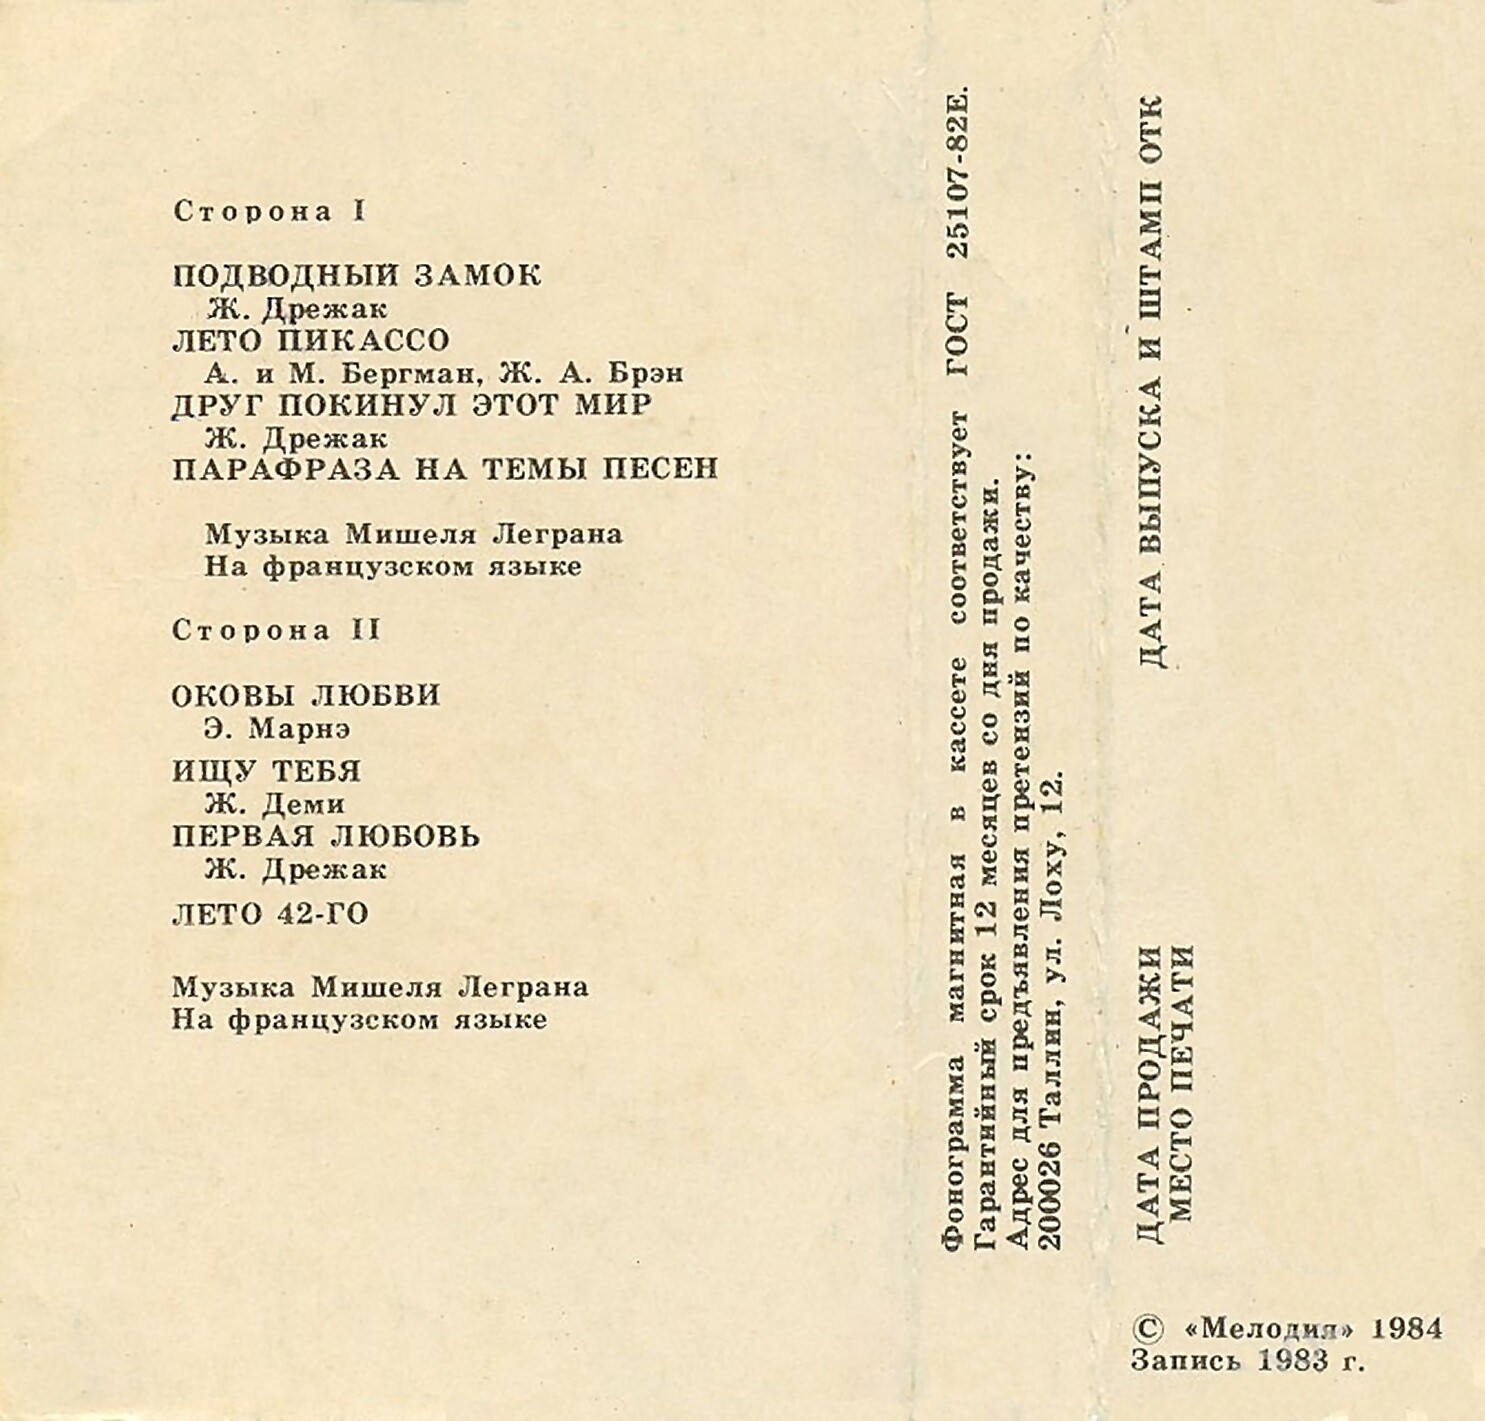 Сторона I
ПОДВОДНЫЙ ЗАМОК
Ж. Дрежак
ЛЕТО ПИКАССО
А. и М. Бергман, Ж. А. Брэн
ДРУГ ПОКИНУЛ ЭТОТ МИР
Ж. Дрежак
ПАРАФРАЗА НА ТЕМЫ ПЕСЕН
Музыка Мишеля Леграна
На французском языке
Сторона II
ОКОВЫ ЛЮБВИ
Э. Марнэ
ИЩУ ТЕБЯ
Ж. Деми
ПЕРВАЯ ЛЮБОВЬ
Ж. Дрежак
ЛЕТО 42-ГО
Музыка Мишеля Леграна
На французском языке
Фонограмма магнитная в кассете соответствует ГОСТ 25107-82Е.
Гарантийный срок 12 месяцев со дня продажи.
Адрес для предъявления претензий по качеству:
200026 Таллин, ул. Лоху, 12.
ДАТА ВЫПУСКА И ШТАМП ОТК
ДАТА ПРОДАЖИ
МЕСТО ПЕЧАТИ
© «Мелодия» 1984
Запись 1983 г.